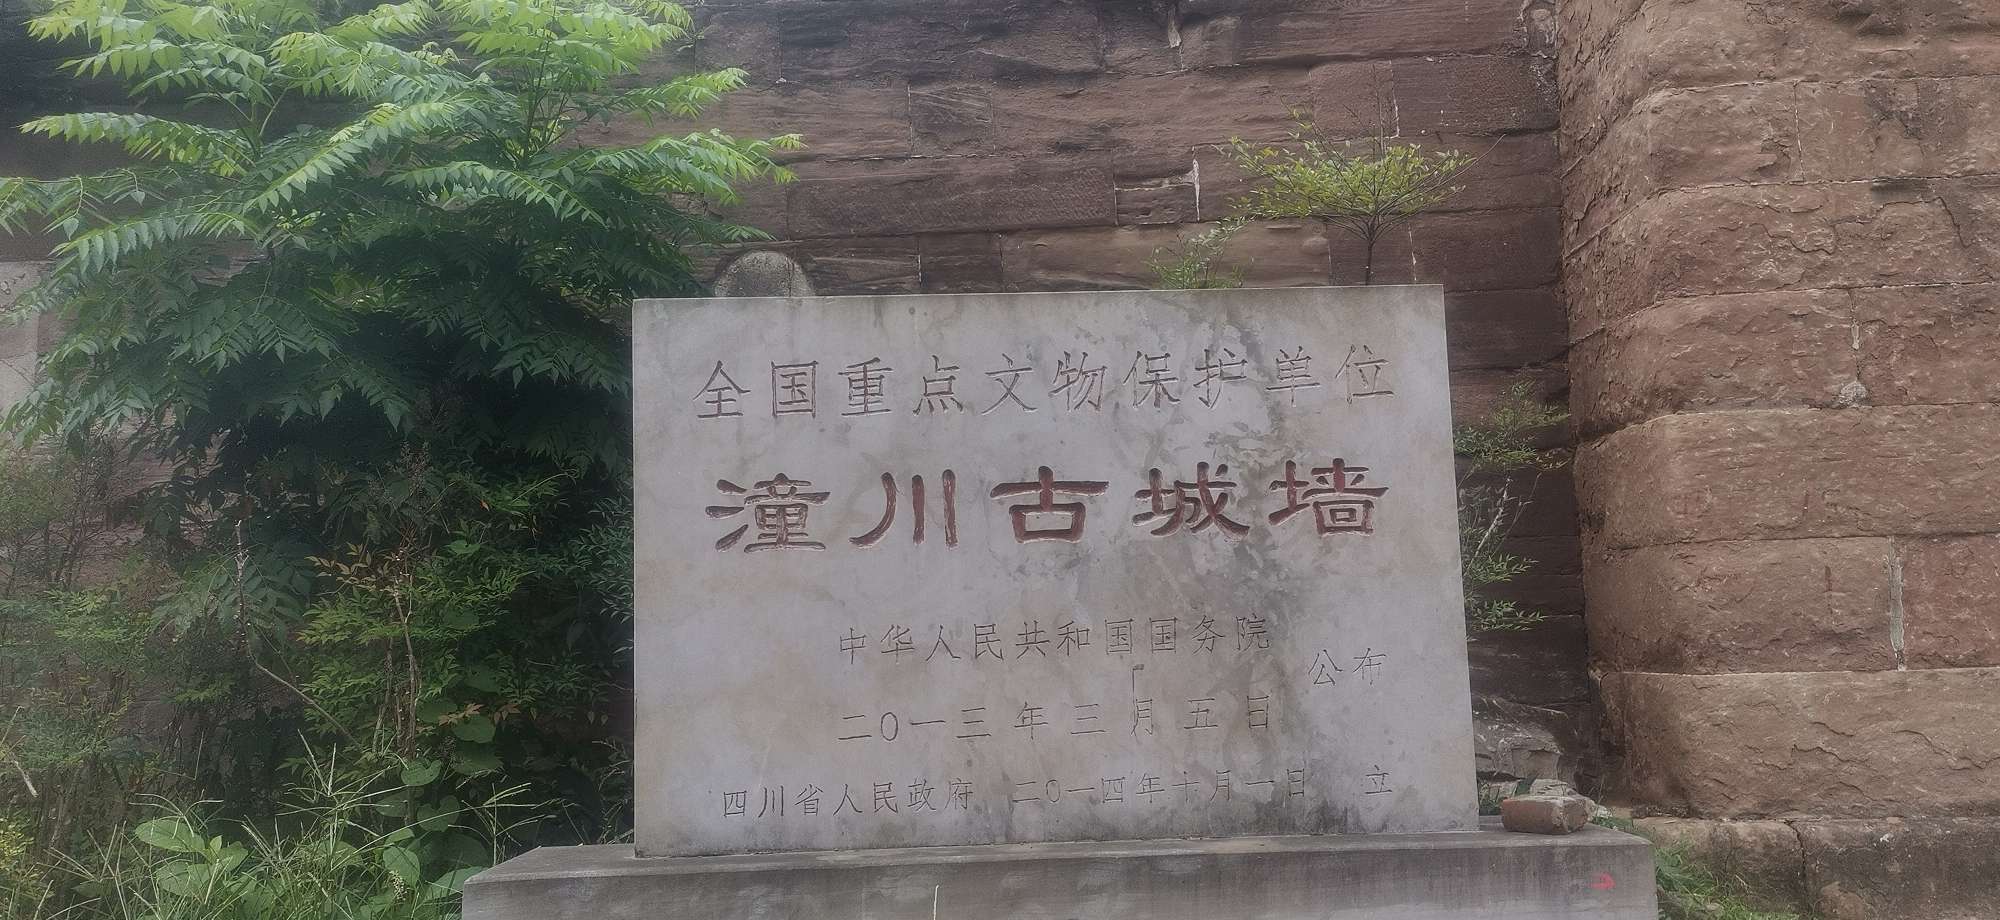 全国重点文物保护单位
潼川古城墙
中华人民共和国国务院
公布
二〇一三年三月五日
四川省人民政府 二〇一四年十月一日 立